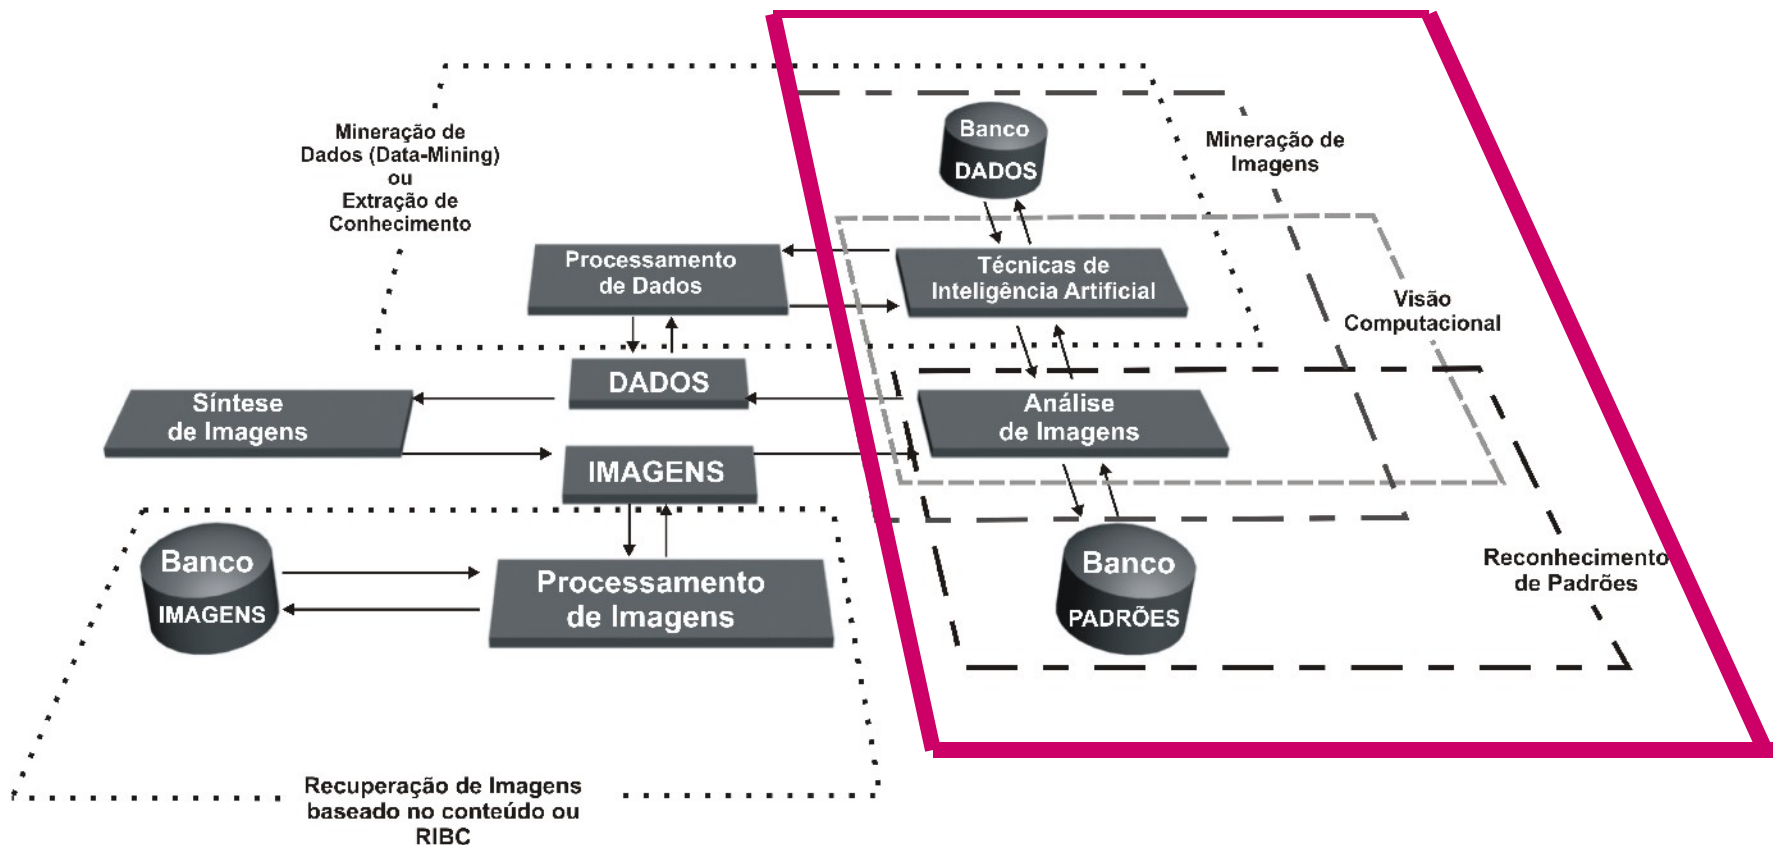 Mineração de
Dados (Data-Mining)
ou
Extração de
Conhecimento
Banco
DADOS
Mineração de
Imagens
Processamento
de Dados
Técnicas de
Inteligência Artificial
Visão
Computacional
DADOS
Síntese
de Imagens
Análise
de Imagens
IMAGENS
Banco
IMAGENS
Processamento
de Imagens
Banco
PADRÕES
Reconhecimento
de Padrões
Recuperação de Imagens
baseado no conteúdo ou
RIBC